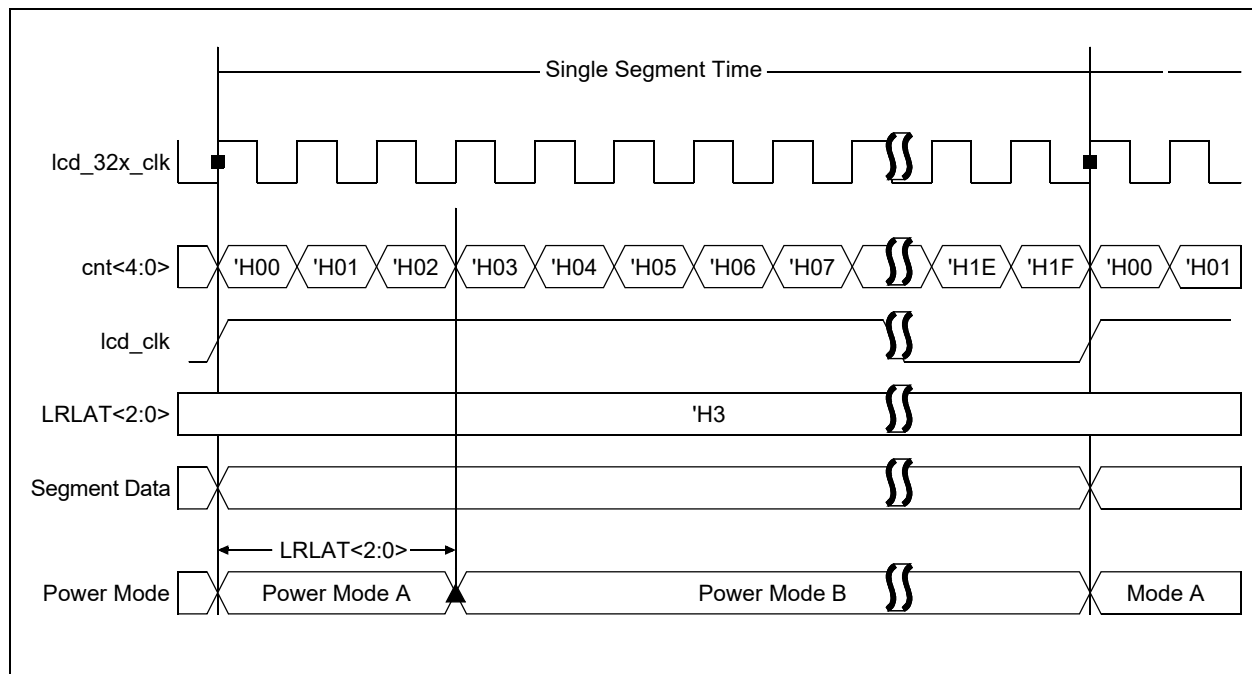 Single Segment Time
lcd_32x_clk
cnt<4:0> 'H00 'H01 'H02 'H03 'H04 'H05 'H06 'H07 'H1E 'H1F 'H00 'H01
lcd_clk
LRLAT<2:0> 'H3
Segment Data
LRLAT<2:0>
Power Mode Power Mode A Power Mode B Mode A